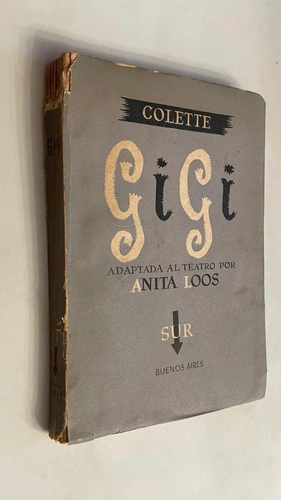 COLETTE
GiGi
ADAPTADA AL TEATRO POR
ANITA LOOS
SUR
BUENOS AIRES